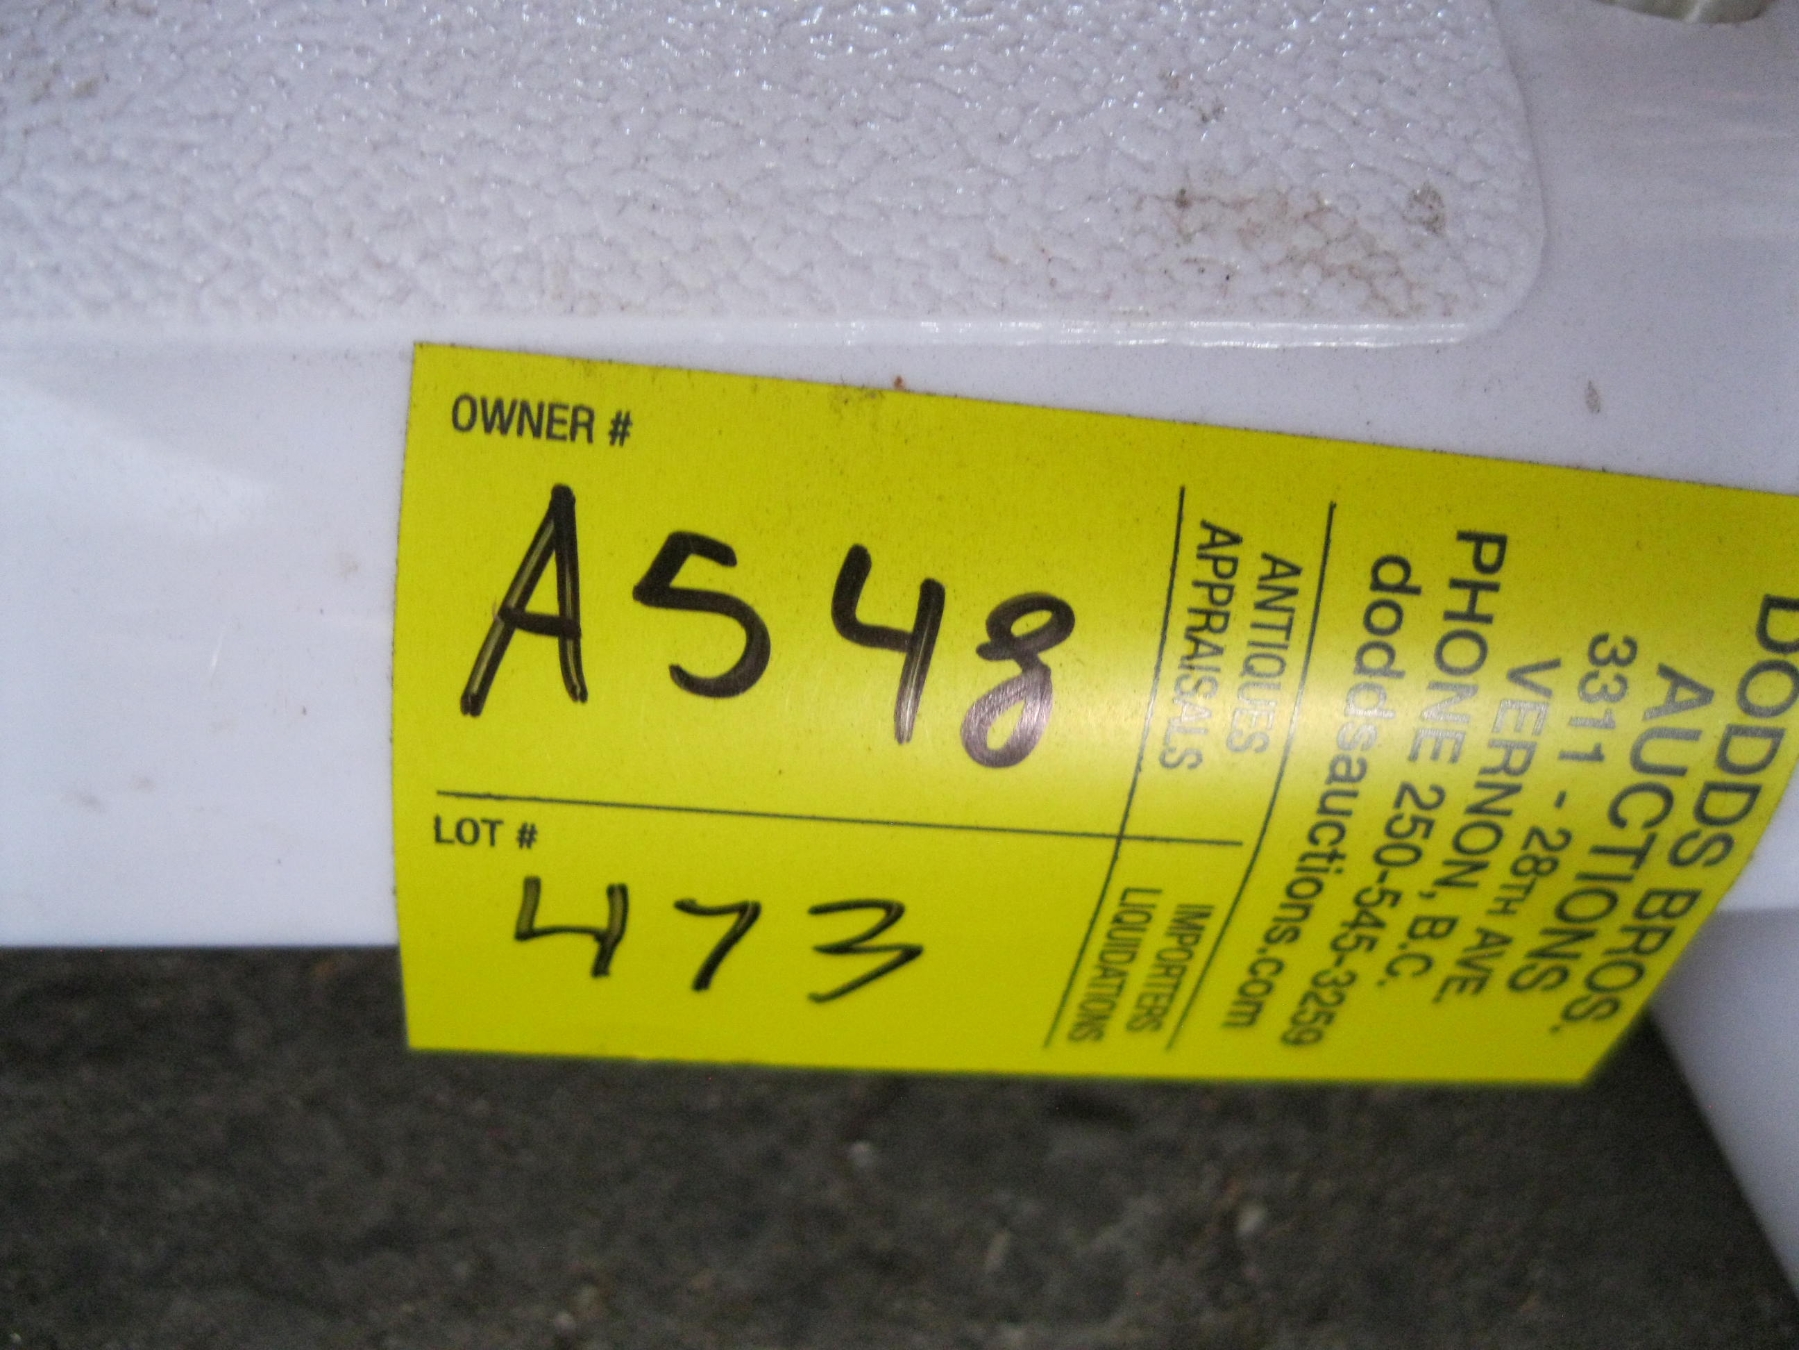 OWNER #
A548
LOT #
473
ANTIQUES
APPRAISALS
IMPORTERS
LIQUIDATIONS
DODDS BROS.
AUCTIONS
3311 - 28TH AVE.
VERNON, B.C.
PHONE 250-545-3259
doddsauctions.com